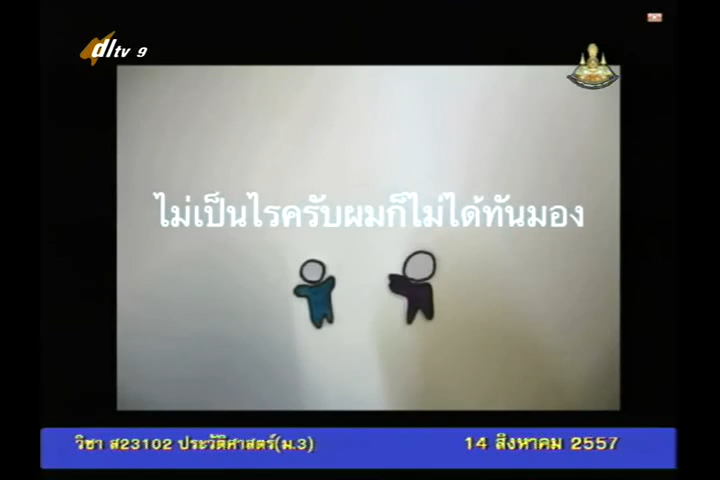 dltv 9
ไม่เป็นไรครับผมก็ไม่ได้ทันมอง
วิชา ส23102 ประวัติศาสตร์(ม.3) 14 สิงหาคม 2557